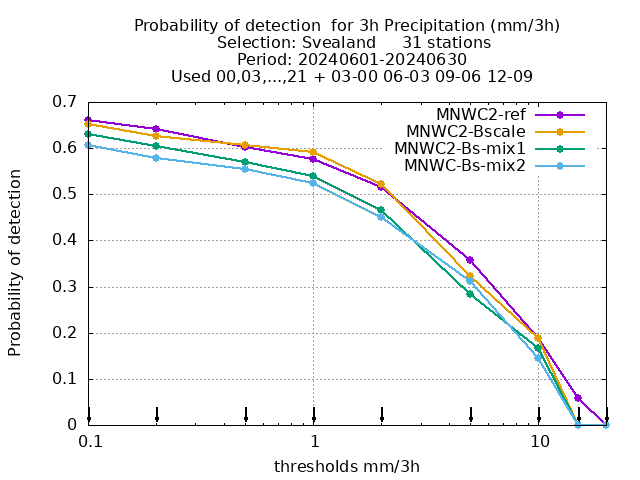 Probability of detection  for 3h Precipitation (mm/3h)
Selection: Svealand     31 stations
Period: 20240601-20240630
Used 00,03,...,21 + 03-00 06-03 09-06 12-09
MNWC2-ref
MNWC2-Bscale
MNWC2-Bs-mix1
MNWC-Bs-mix2
Probability of detection
0.7
0.6
0.5
0.4
0.3
0.2
0.1
0
0.1 1 10
thresholds mm/3h